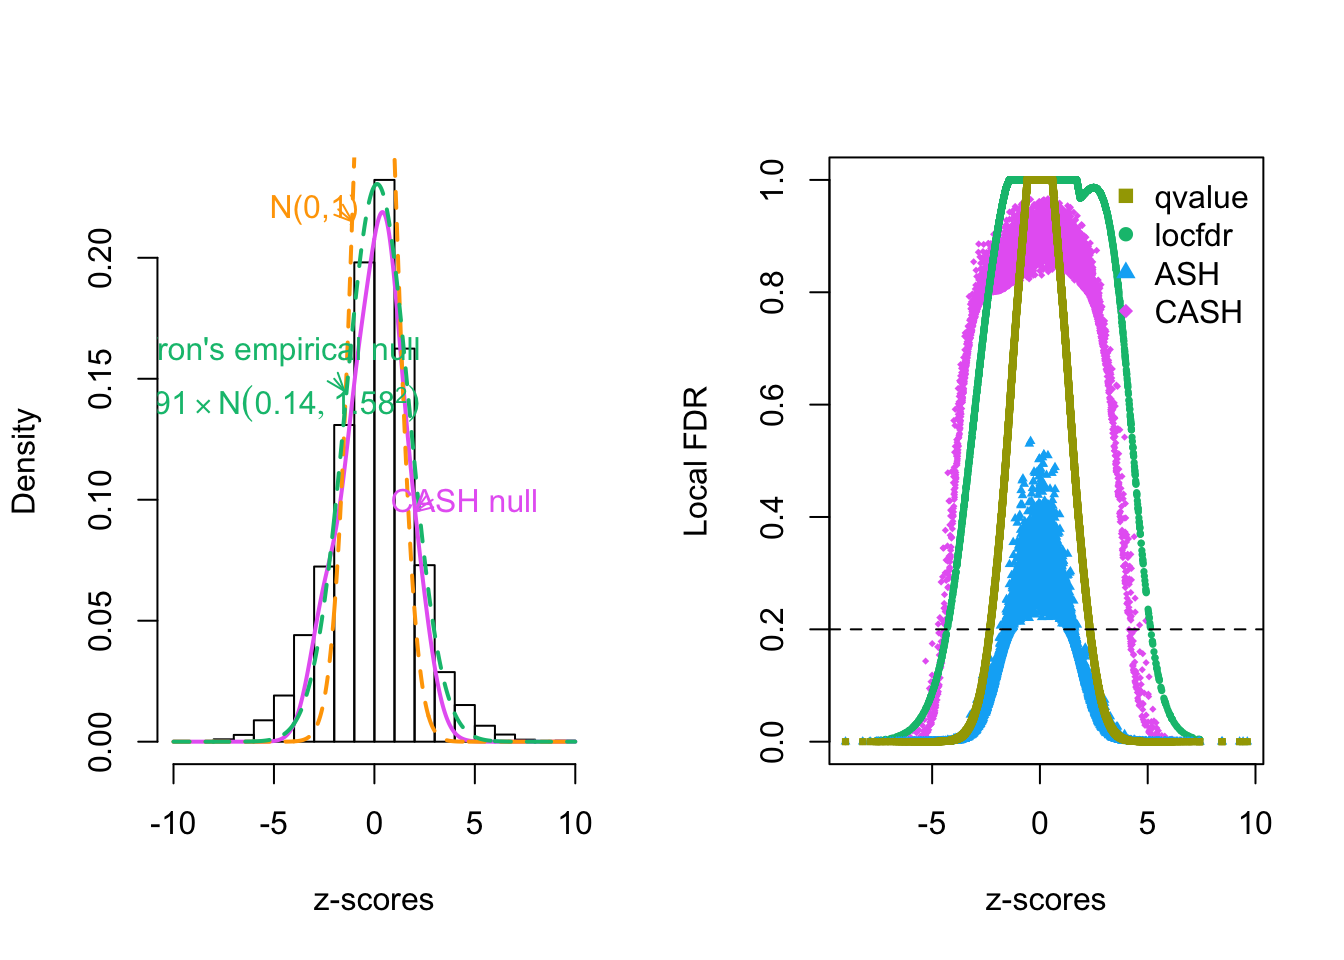 N(0,1)
ron's empirical null
91 × N(0.14, 1.58²)
CASH null
Density
0.00
0.05
0.10
0.15
0.20
-10
-5
0
5
10
z-scores
qvalue
locfdr
ASH
CASH
Local FDR
0.0
0.2
0.4
0.6
0.8
1.0
-5
0
5
10
z-scores